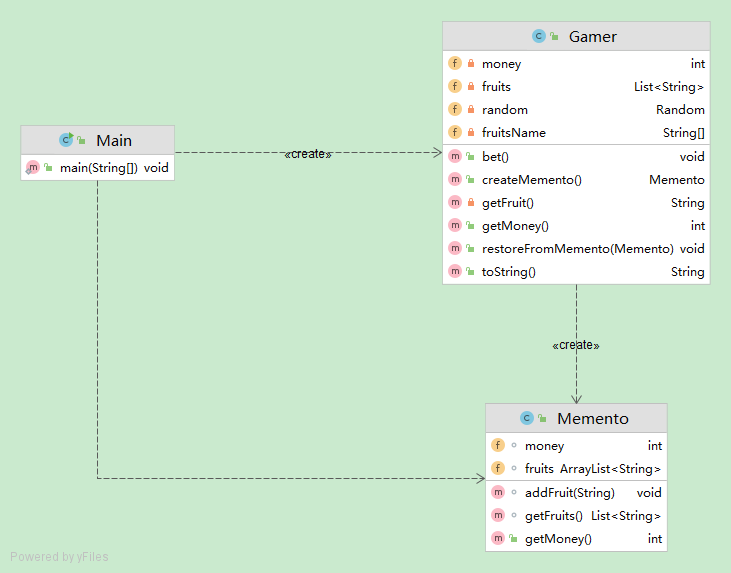 Gamer
money int
fruits List<String>
random Random
fruitsName String[]
bet() void
createMemento() Memento
getFruit() String
getMoney() int
restoreFromMemento(Memento) void
toString() String
Main
main(String[]) void
«create»
«create»
Memento
money int
fruits ArrayList<String>
addFruit(String) void
getFruits() List<String>
getMoney() int
Powered by yFiles